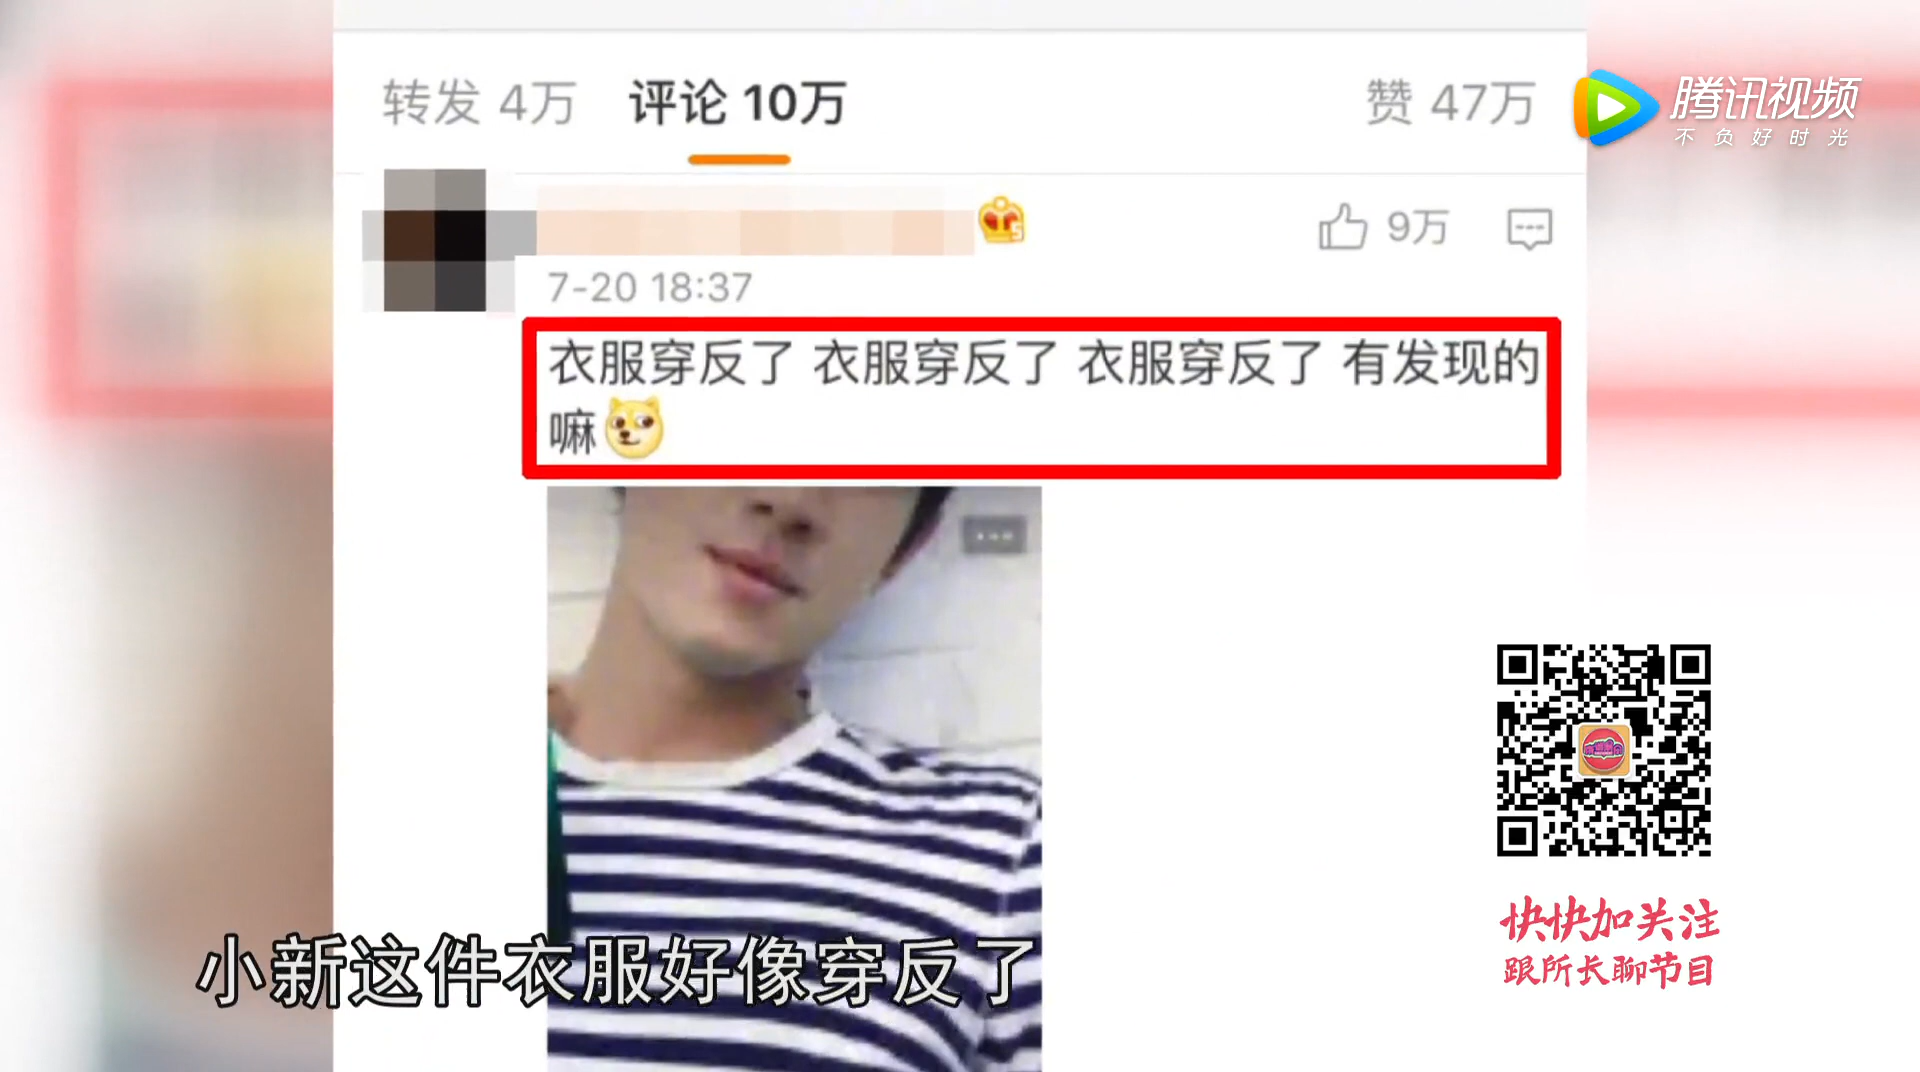 转发 4万 评论 10万 赞 47万
腾讯视频
不负好时光
9万
7-20 18:37
衣服穿反了 衣服穿反了 衣服穿反了 有发现的
嘛
小新这件衣服好像穿反了
快快加关注
跟所长聊节目